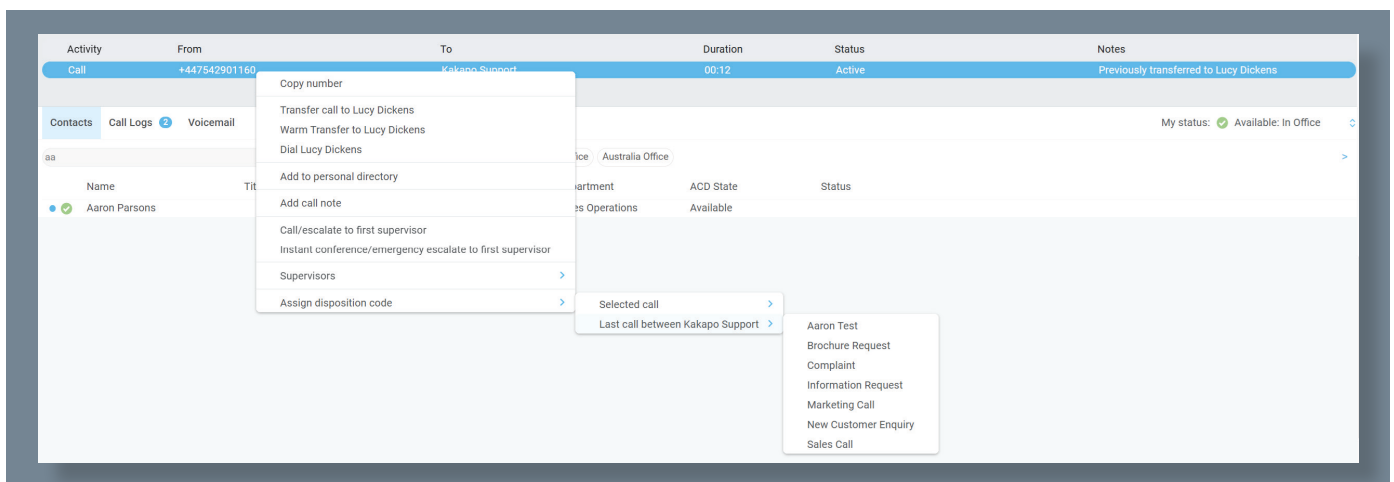 Activity From To Duration Status Notes
Call +447542901160 Kakapo Support 00:12 Active Previously transferred to Lucy Dickens
Copy number
Transfer call to Lucy Dickens
Warm Transfer to Lucy Dickens
Dial Lucy Dickens
Add to personal directory
Add call note
Call/escalate to first supervisor
Instant conference/emergency escalate to first supervisor
Supervisors >
Assign disposition code >
Contacts Call Logs 2 Voicemail My status: Available: In Office
aa ice Australia Office >
Name Tit artment ACD State Status
Aaron Parsons es Operations Available
Selected call >
Last call between Kakapo Support >
Aaron Test
Brochure Request
Complaint
Information Request
Marketing Call
New Customer Enquiry
Sales Call